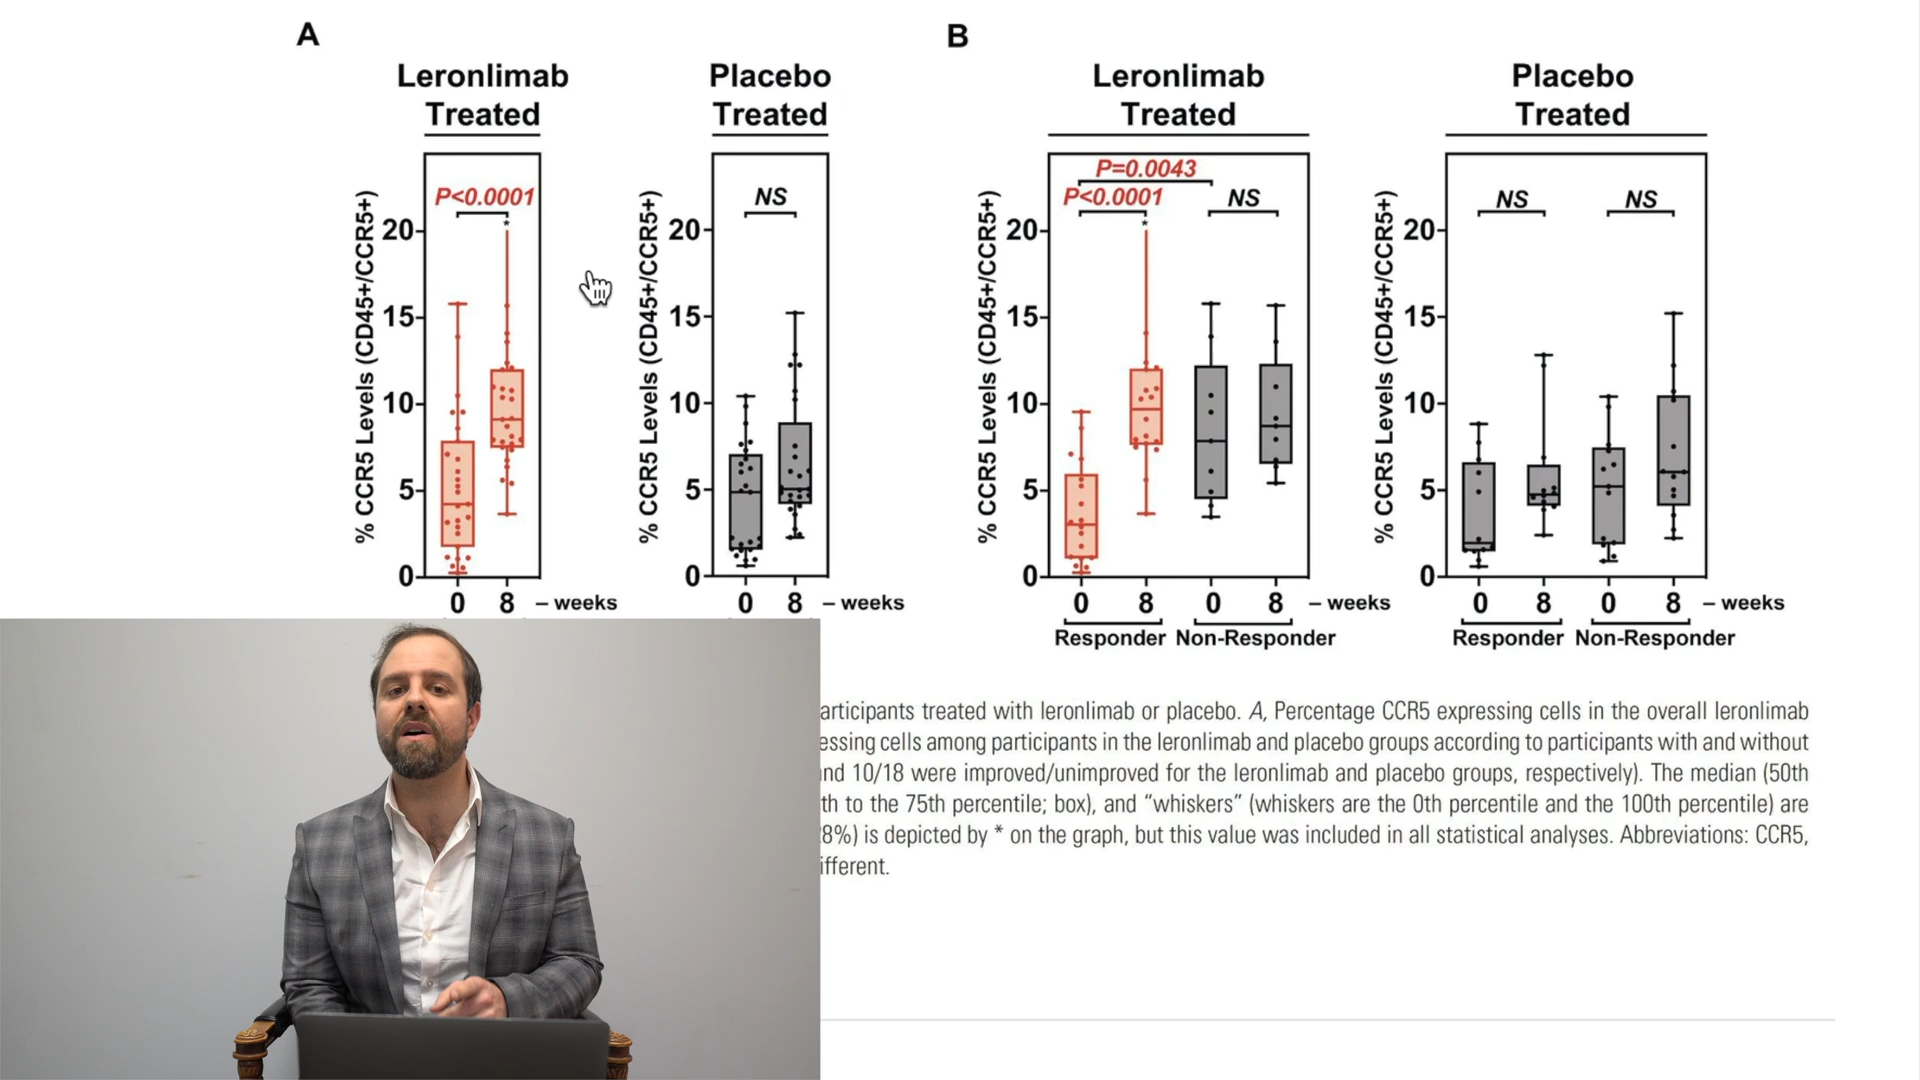 A
Leronlimab
Treated
% CCR5 Levels (CD45+/CCR5+)
P<0.0001
*
20
15
10
5
0
0 8 – weeks
Placebo
Treated
% CCR5 Levels (CD45+/CCR5+)
NS
20
15
10
5
0
0 8 – weeks
B
Leronlimab
Treated
% CCR5 Levels (CD45+/CCR5+)
P=0.0043
P<0.0001
NS
*
20
15
10
5
0
0 8 0 8 – weeks
Responder Non-Responder
Placebo
Treated
% CCR5 Levels (CD45+/CCR5+)
NS NS
20
15
10
5
0
0 8 0 8 – weeks
Responder Non-Responder
articipants treated with leronlimab or placebo. A, Percentage CCR5 expressing cells in the overall leronlimab
essing cells among participants in the leronlimab and placebo groups according to participants with and without
nd 10/18 were improved/unimproved for the leronlimab and placebo groups, respectively). The median (50th
th to the 75th percentile; box), and “whiskers” (whiskers are the 0th percentile and the 100th percentile) are
8%) is depicted by * on the graph, but this value was included in all statistical analyses. Abbreviations: CCR5,
ifferent.